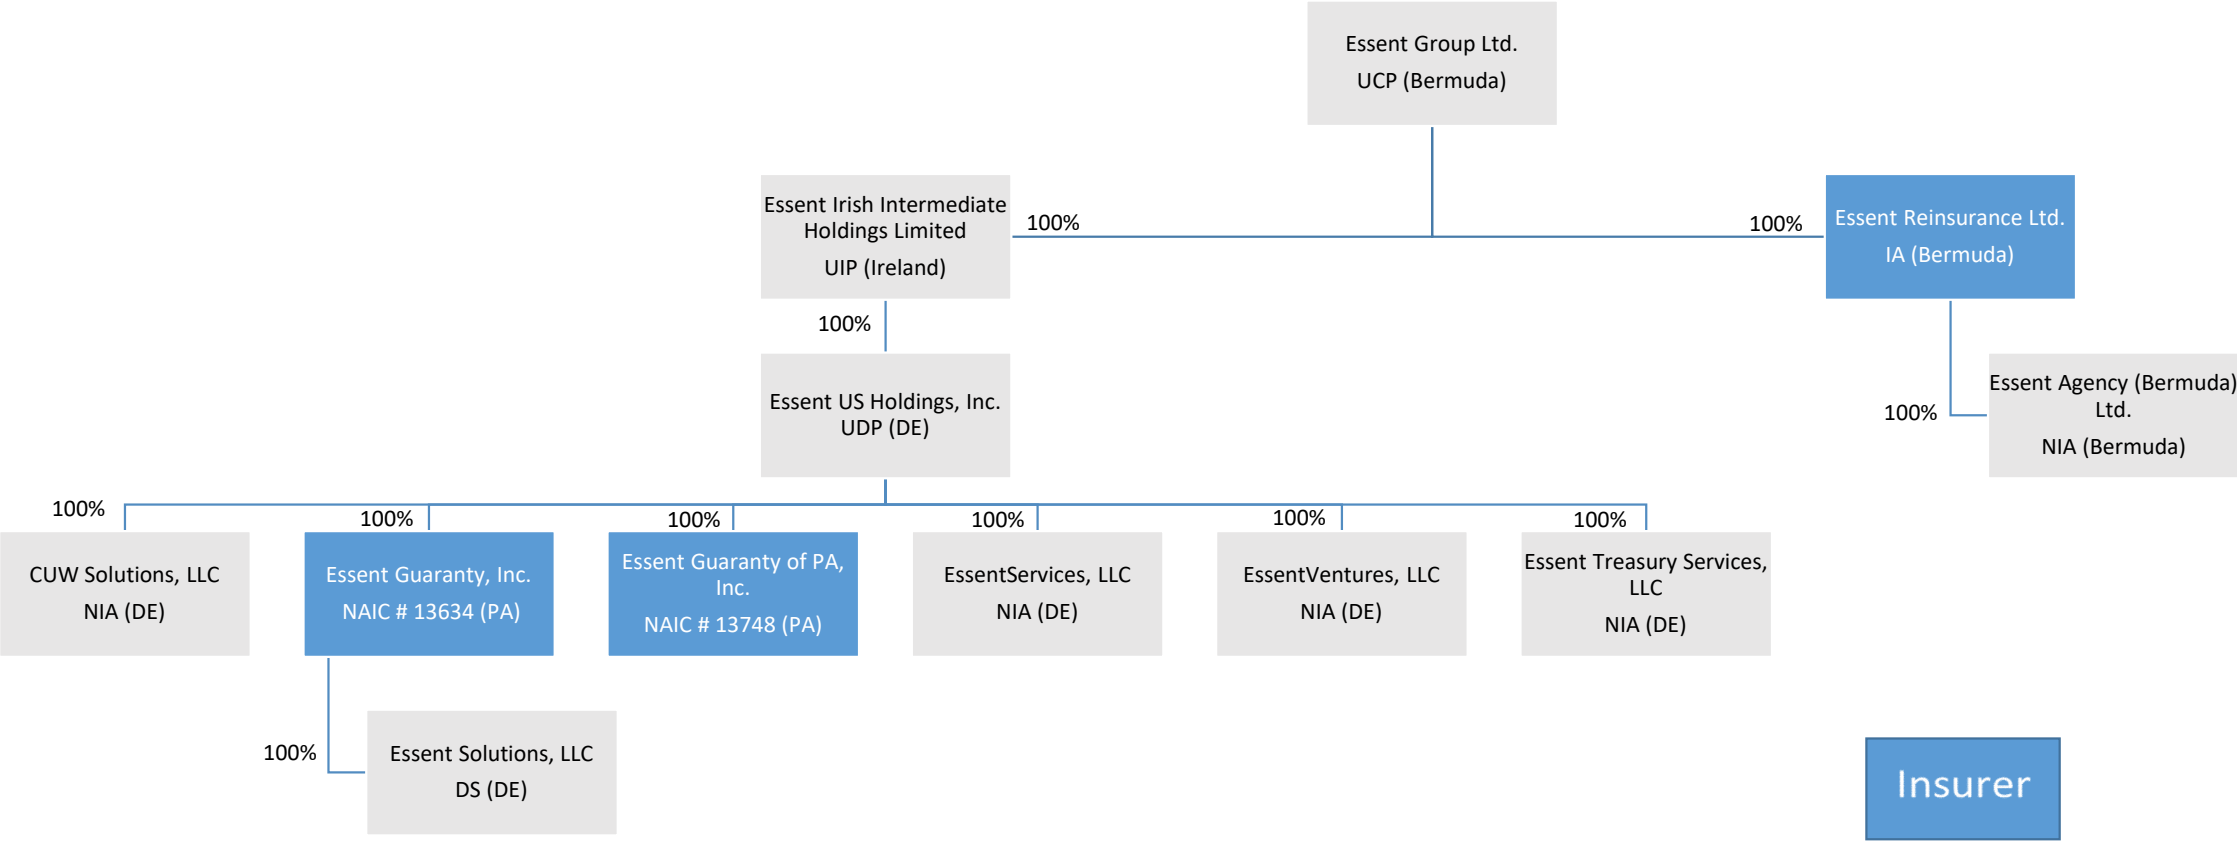 Essent Group Ltd.
UCP (Bermuda)
Essent Irish Intermediate
Holdings Limited
UIP (Ireland)
100%
100%
Essent Reinsurance Ltd.
IA (Bermuda)
100%
Essent US Holdings, Inc.
UDP (DE)
100%
Essent Agency (Bermuda)
Ltd.
NIA (Bermuda)
100%
100%
100%
100%
100%
100%
CUW Solutions, LLC
NIA (DE)
Essent Guaranty, Inc.
NAIC # 13634 (PA)
Essent Guaranty of PA,
Inc.
NAIC # 13748 (PA)
EssentServices, LLC
NIA (DE)
EssentVentures, LLC
NIA (DE)
Essent Treasury Services,
LLC
NIA (DE)
100%
Essent Solutions, LLC
DS (DE)
Insurer